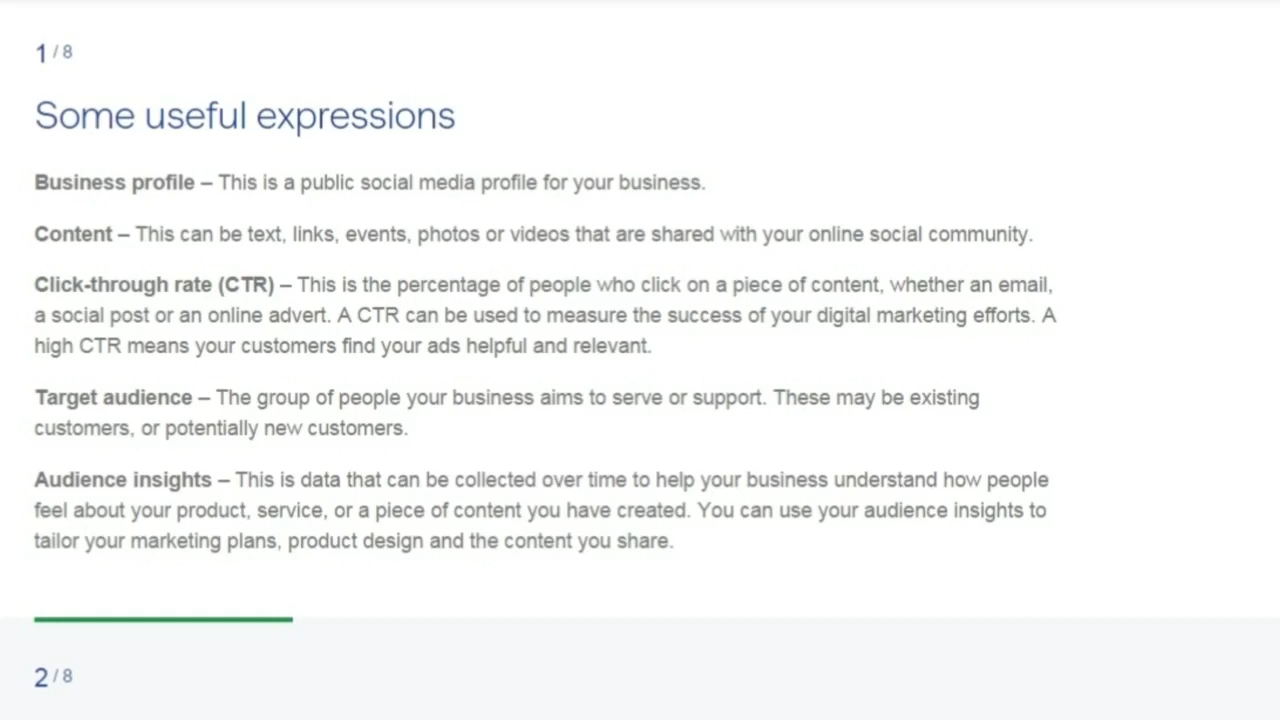 1 / 8
Some useful expressions
Business profile – This is a public social media profile for your business.
Content – This can be text, links, events, photos or videos that are shared with your online social community.
Click-through rate (CTR) – This is the percentage of people who click on a piece of content, whether an email,
a social post or an online advert. A CTR can be used to measure the success of your digital marketing efforts. A
high CTR means your customers find your ads helpful and relevant.
Target audience – The group of people your business aims to serve or support. These may be existing
customers, or potentially new customers.
Audience insights – This is data that can be collected over time to help your business understand how people
feel about your product, service, or a piece of content you have created. You can use your audience insights to
tailor your marketing plans, product design and the content you share.
2 / 8